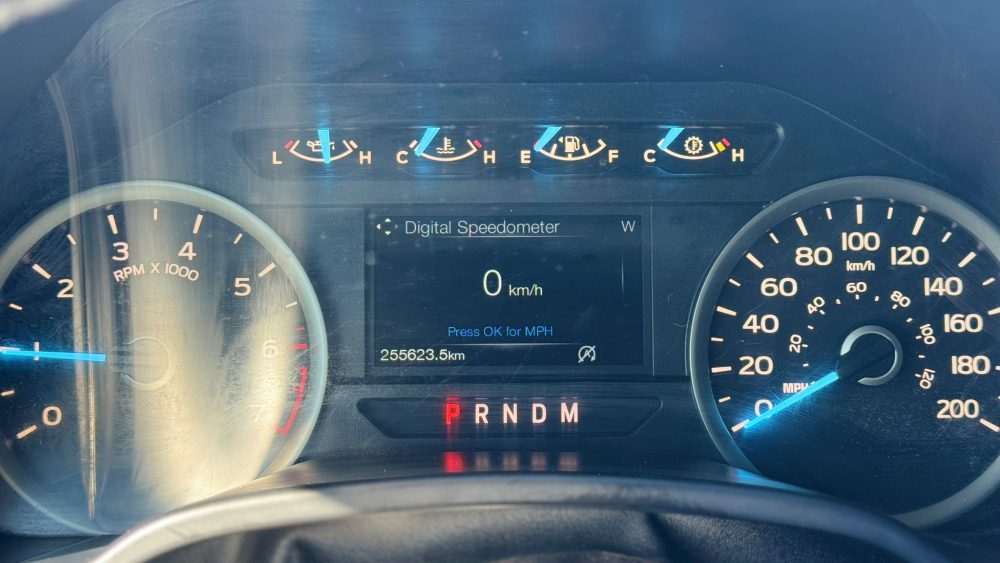 L H
C H
E F
C H
0 1 2 3 4 5 6 7
RPM X 1000
Digital Speedometer W
0 km/h
Press OK for MPH
255623.5km
P R N D M
0 20 40 60 80 100 120 140 160 180 200
km/h
20 40 60 80 100 120
MPH